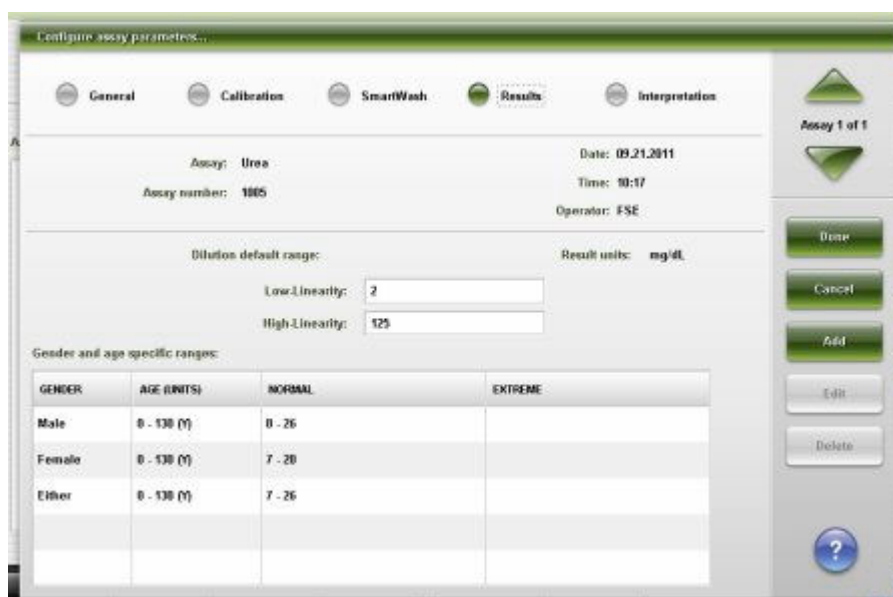 Configure assay parameters...
General Calibration SmartWash Results Interpretation
Assay 1 of 1
Assay: Urea
Assay number: 1005
Date: 09.21.2011
Time: 10:17
Operator: FSE
Dilution default range:
Result units: mg/dL
Low-Linearity: 2
High-Linearity: 125
Gender and age specific ranges:
GENDER AGE (UNITS) NORMAL EXTREME
Male 0 - 130 (Y) 8 - 26
Female 0 - 130 (Y) 7 - 20
Either 0 - 130 (Y) 7 - 26
Done
Cancel
Add
Edit
Delete
?